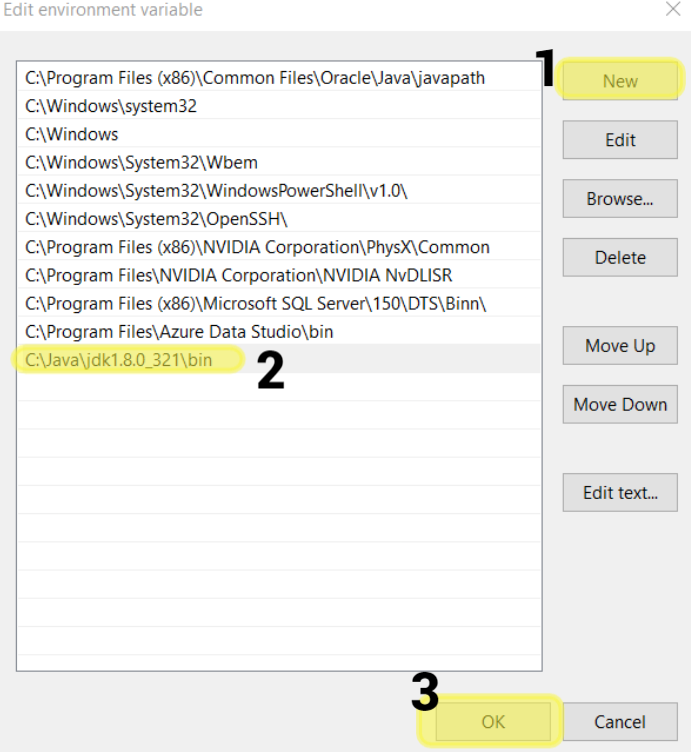 Edit environment variable
1
New
C:\Program Files (x86)\Common Files\Oracle\Java\javapath
C:\Windows\system32
C:\Windows
Edit
C:\Windows\System32\Wbem
C:\Windows\System32\WindowsPowerShell\v1.0\
Browse...
C:\Windows\System32\OpenSSH\
C:\Program Files (x86)\NVIDIA Corporation\PhysX\Common
Delete
C:\Program Files\NVIDIA Corporation\NVIDIA NvDLISR
C:\Program Files (x86)\Microsoft SQL Server\150\DTS\Binn\
C:\Program Files\Azure Data Studio\bin
Move Up
C:\Java\jdk1.8.0_321\bin
2
Move Down
Edit text...
3
OK
Cancel